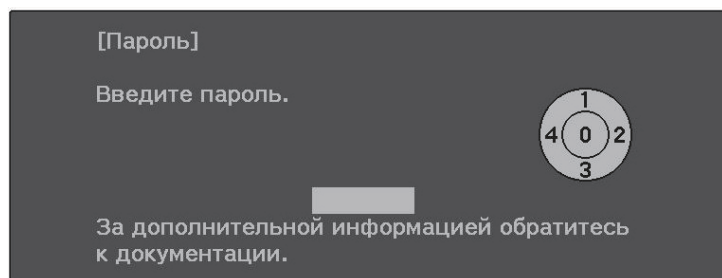 [Пароль]
Введите пароль.
1
4 0 2
3
За дополнительной информацией обратитесь
к документации.